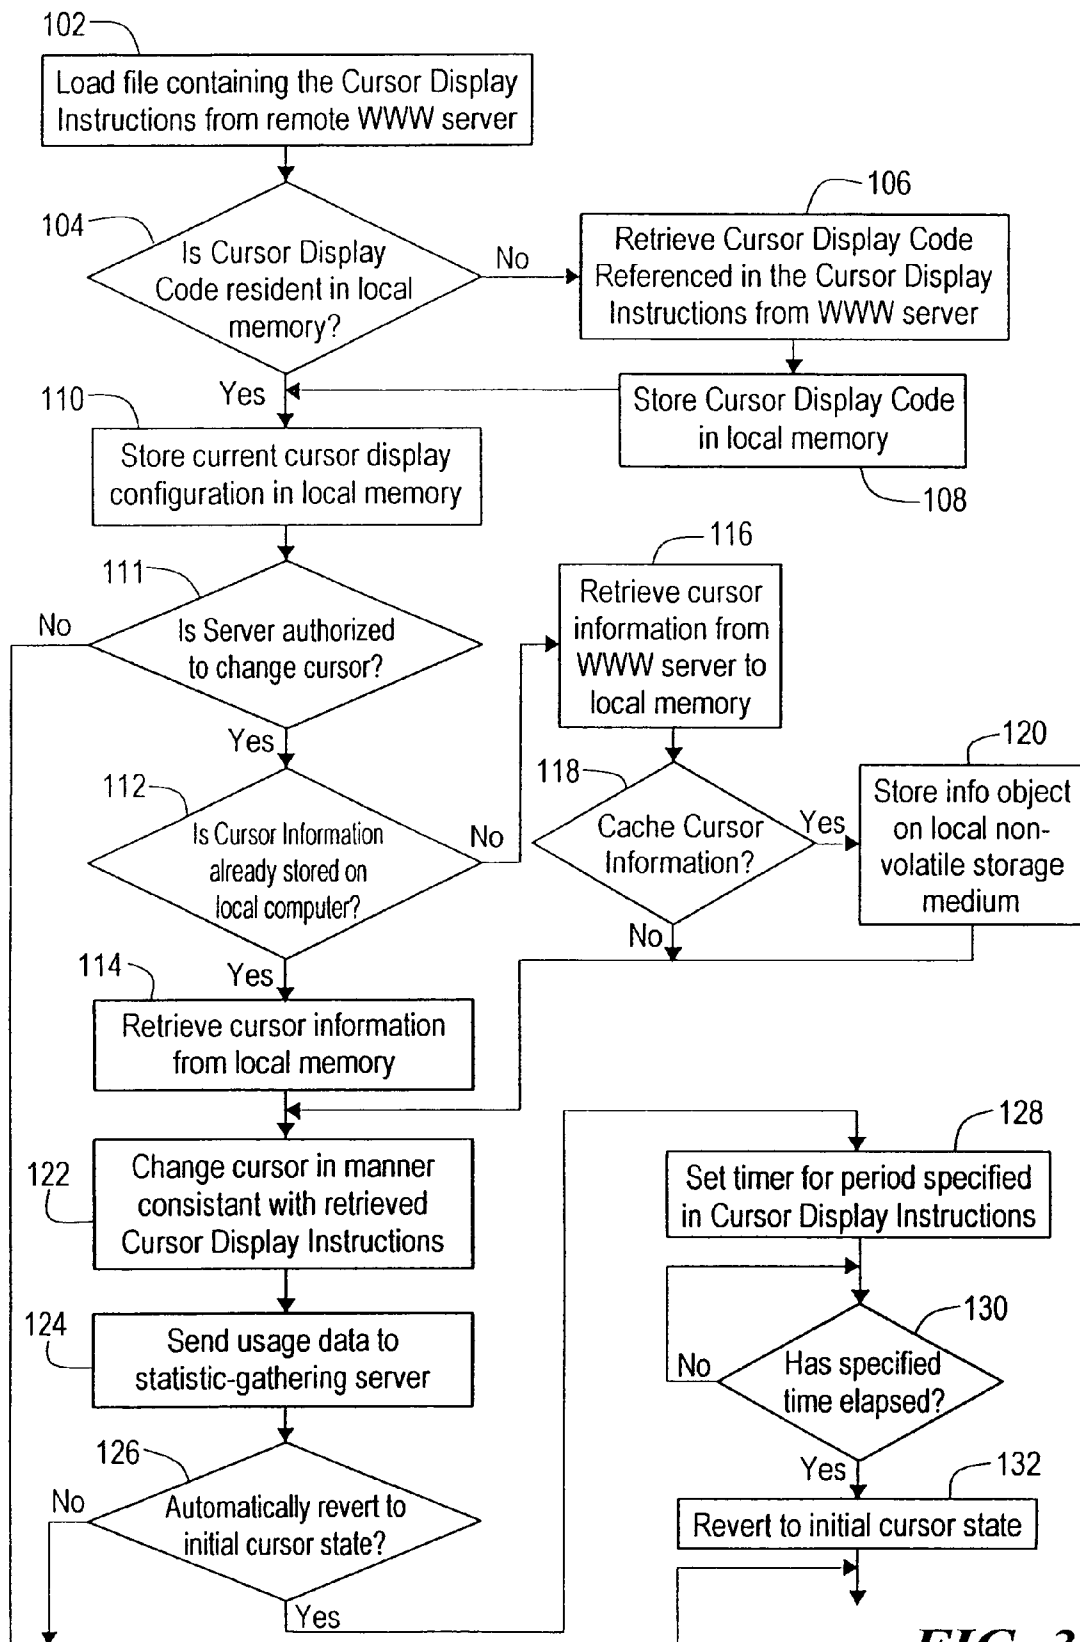 102
Load file containing the Cursor Display
Instructions from remote WWW server
104
Is Cursor Display
Code resident in local
memory?
No
106
Retrieve Cursor Display Code
Referenced in the Cursor Display
Instructions from WWW server
Yes
Store Cursor Display Code
in local memory
108
110
Store current cursor display
configuration in local memory
111
No
Is Server authorized
to change cursor?
Yes
116
Retrieve cursor
information from
WWW server to
local memory
112
Is Cursor Information
already stored on
local computer?
No
118
Cache Cursor
Information?
Yes
No
120
Store info object
on local non-
volatile storage
medium
Yes
114
Retrieve cursor information
from local memory
122
Change cursor in manner
consistant with retrieved
Cursor Display Instructions
124
Send usage data to
statistic-gathering server
126
No
Automatically revert to
initial cursor state?
Yes
128
Set timer for period specified
in Cursor Display Instructions
130
No
Has specified
time elapsed?
Yes
132
Revert to initial cursor state
FIG. 3